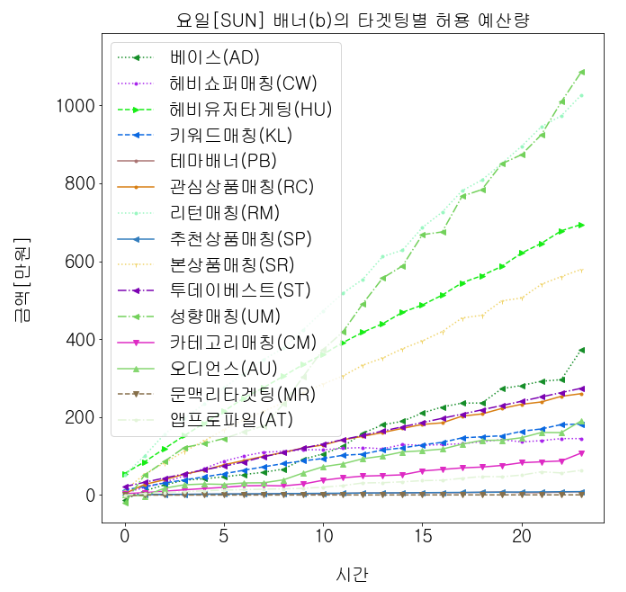 요일[SUN] 배너(b)의 타겟팅별 허용 예산량
베이스(AD)
헤비쇼퍼매칭(CW)
헤비유저타게팅(HU)
키워드매칭(KL)
테마배너(PB)
관심상품매칭(RC)
리턴매칭(RM)
추천상품매칭(SP)
본상품매칭(SR)
투데이베스트(ST)
성향매칭(UM)
카테고리매칭(CM)
오디언스(AU)
문맥리타겟팅(MR)
앱프로파일(AT)
금액[만원]
1000
800
600
400
200
0
0 5 10 15 20
시간